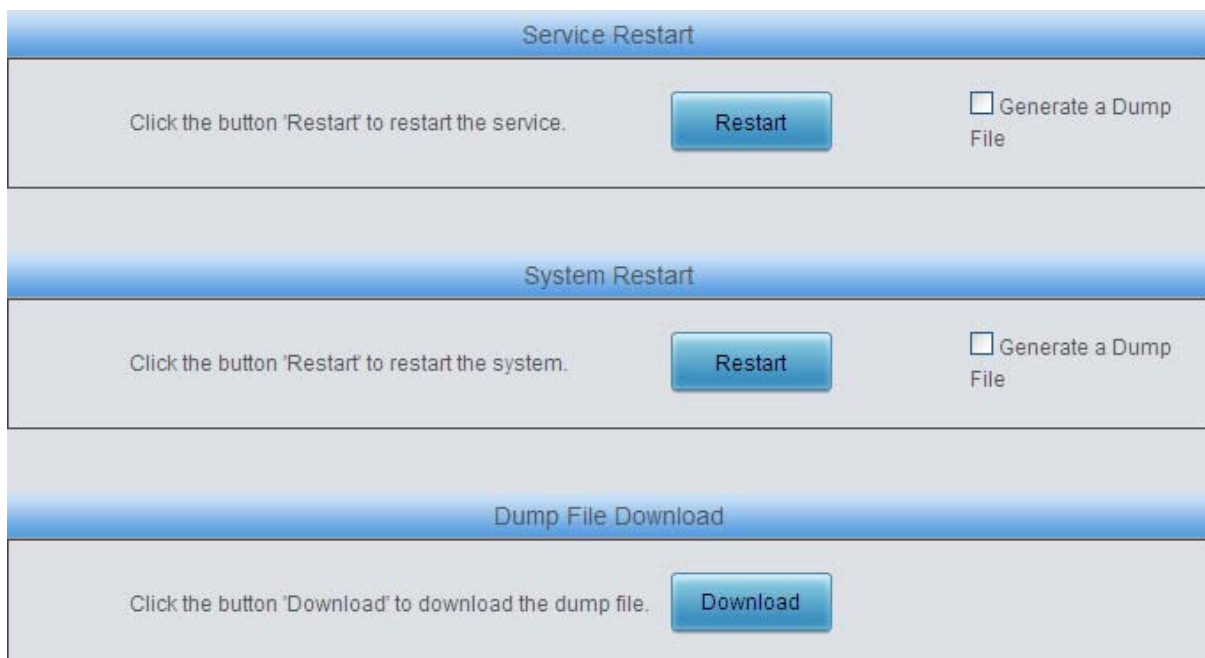 Service Restart
Click the button 'Restart' to restart the service.
Restart
Generate a Dump
File
System Restart
Click the button 'Restart' to restart the system.
Restart
Generate a Dump
File
Dump File Download
Click the button 'Download' to download the dump file.
Download